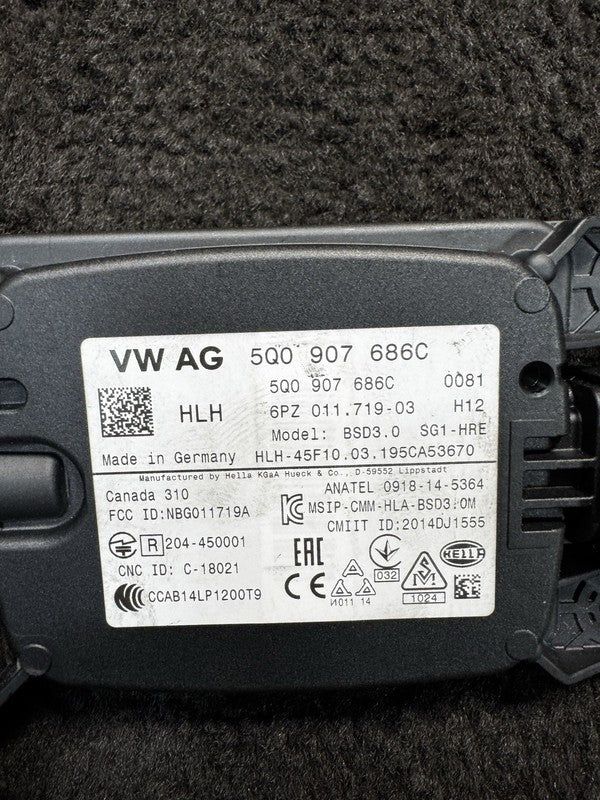 VW AG 5Q0 907 686C
5Q0 907 686C 0081
HLH 6PZ 011.719-03 H12
Model: BSD3.0 SG1-HRE
Made in Germany HLH-45F10.03.195CA53670
Manufactured by Hella KGaA Hueck & Co., D-59552 Lippstadt
Canada 310 ANATEL 0918-14-5364
FCC ID:NBG011719A MSIP-CMM-HLA-BSD3.0M
CMIIT ID:2014DJ1555
R 204-450001 EAC HELLA
CNC ID: C-18021 032
CCAB14LP1200T9 CE И011 14 1024